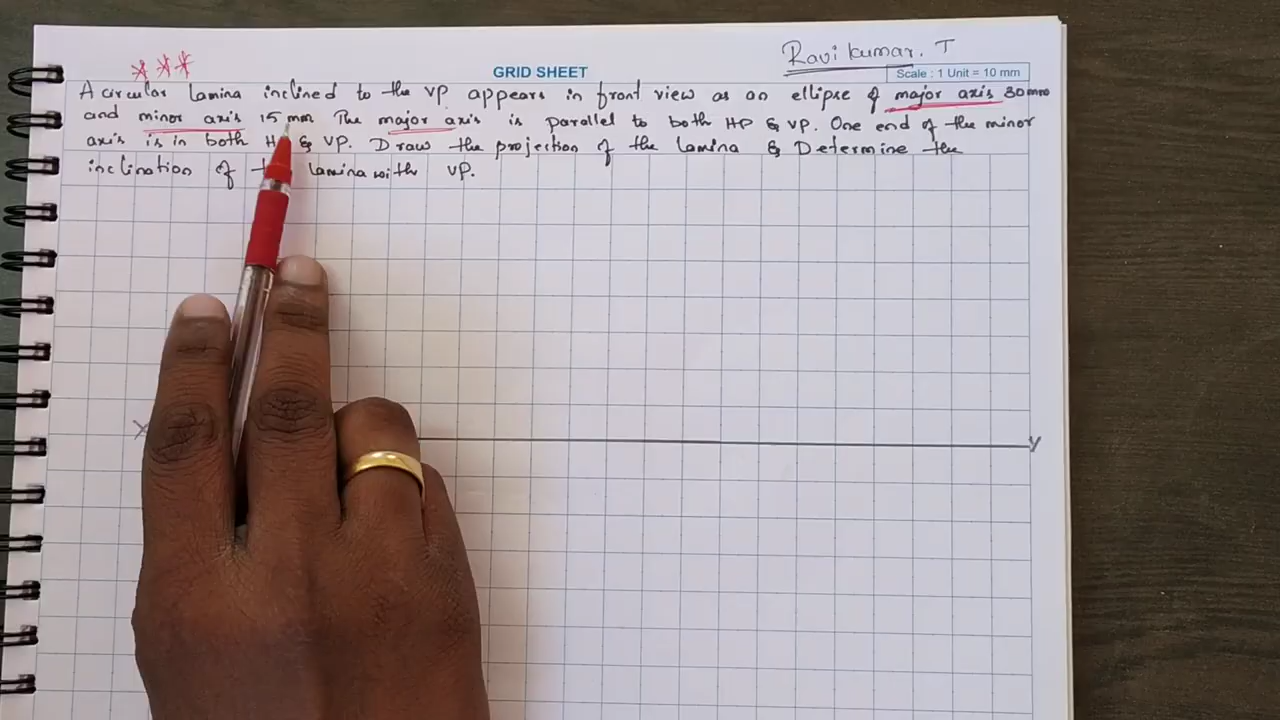 Ravi kumar. T
GRID SHEET
Scale : 1 Unit = 10 mm
A circular lamina inclined to the VP appears in front view as an ellipse of major axis 30mm
and minor axis 15 mm The major axis is parallel to both HP & VP. One end of the minor
axis is in both & VP. Draw the projection of the lamina & Determine the
inclination of lamina with VP.
X
Y